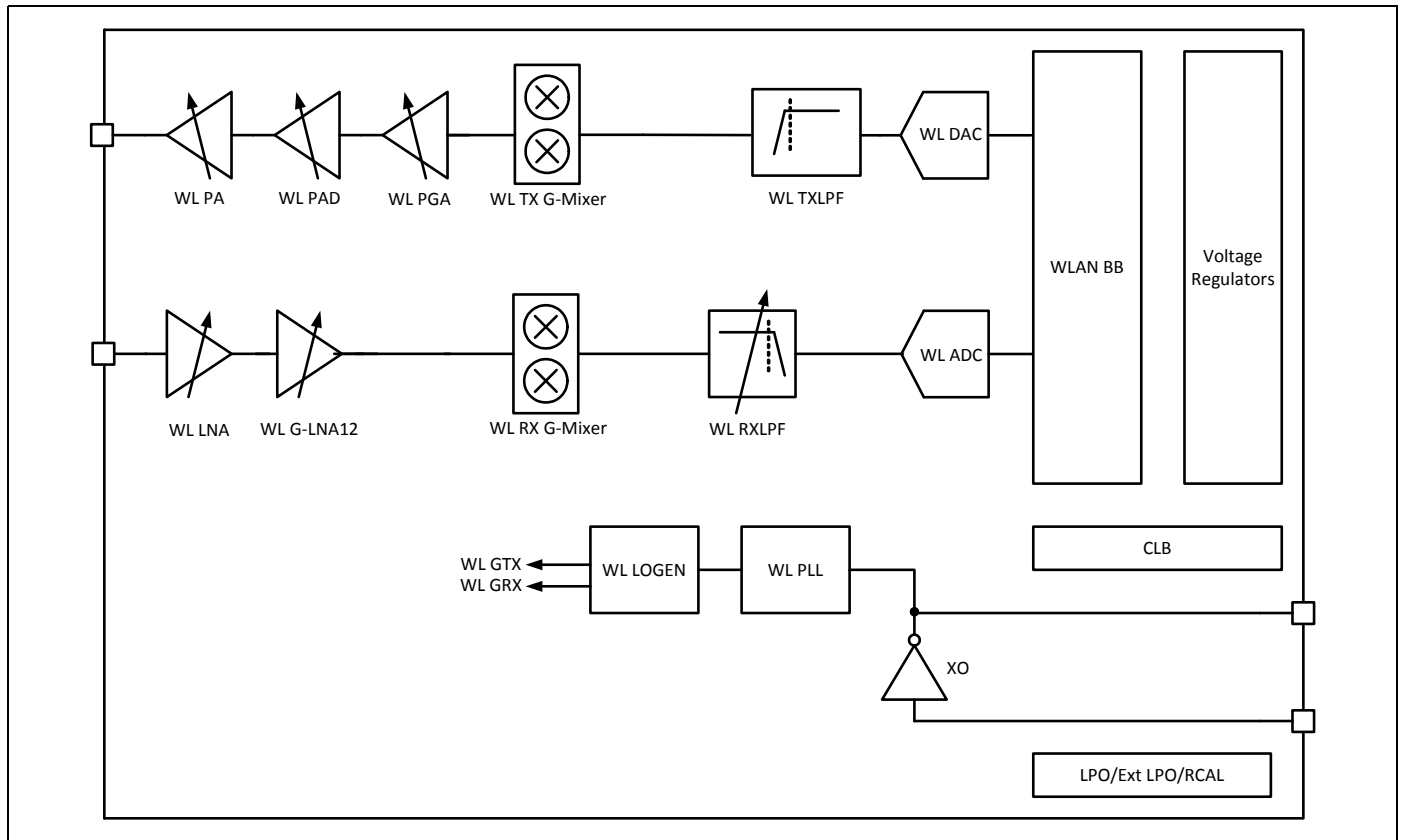 WL DAC
WL PA
WL PAD
WL PGA
WL TX G-Mixer
WL TXLPF
WLAN BB
Voltage
Regulators
WL ADC
WL LNA
WL G-LNA12
WL RX G-Mixer
WL RXLPF
CLB
WL GTX
WL GRX
WL LOGEN
WL PLL
XO
LPO/Ext LPO/RCAL